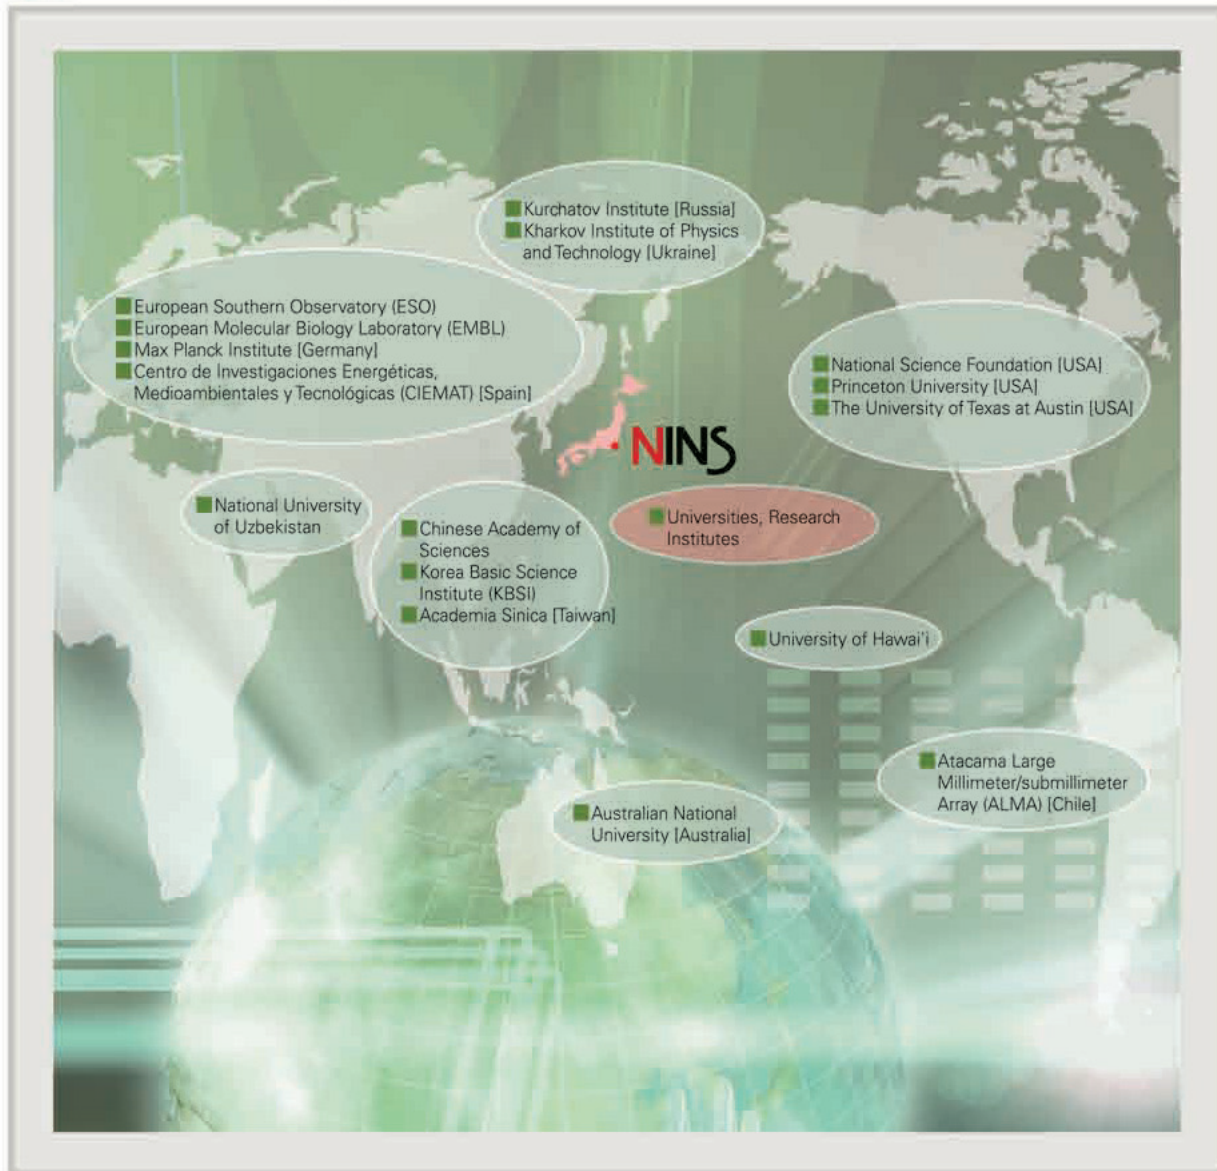 Kurchatov Institute [Russia]
Kharkov Institute of Physics
and Technology [Ukraine]
European Southern Observatory (ESO)
European Molecular Biology Laboratory (EMBL)
Max Planck Institute [Germany]
Centro de Investigaciones Energéticas,
Medioambientales y Tecnológicas (CIEMAT) [Spain]
National Science Foundation [USA]
Princeton University [USA]
The University of Texas at Austin [USA]
NINS
National University
of Uzbekistan
Chinese Academy of
Sciences
Korea Basic Science
Institute (KBSI)
Academia Sinica [Taiwan]
Universities, Research
Institutes
University of Hawai'i
Atacama Large
Millimeter/submillimeter
Array (ALMA) [Chile]
Australian National
University [Australia]